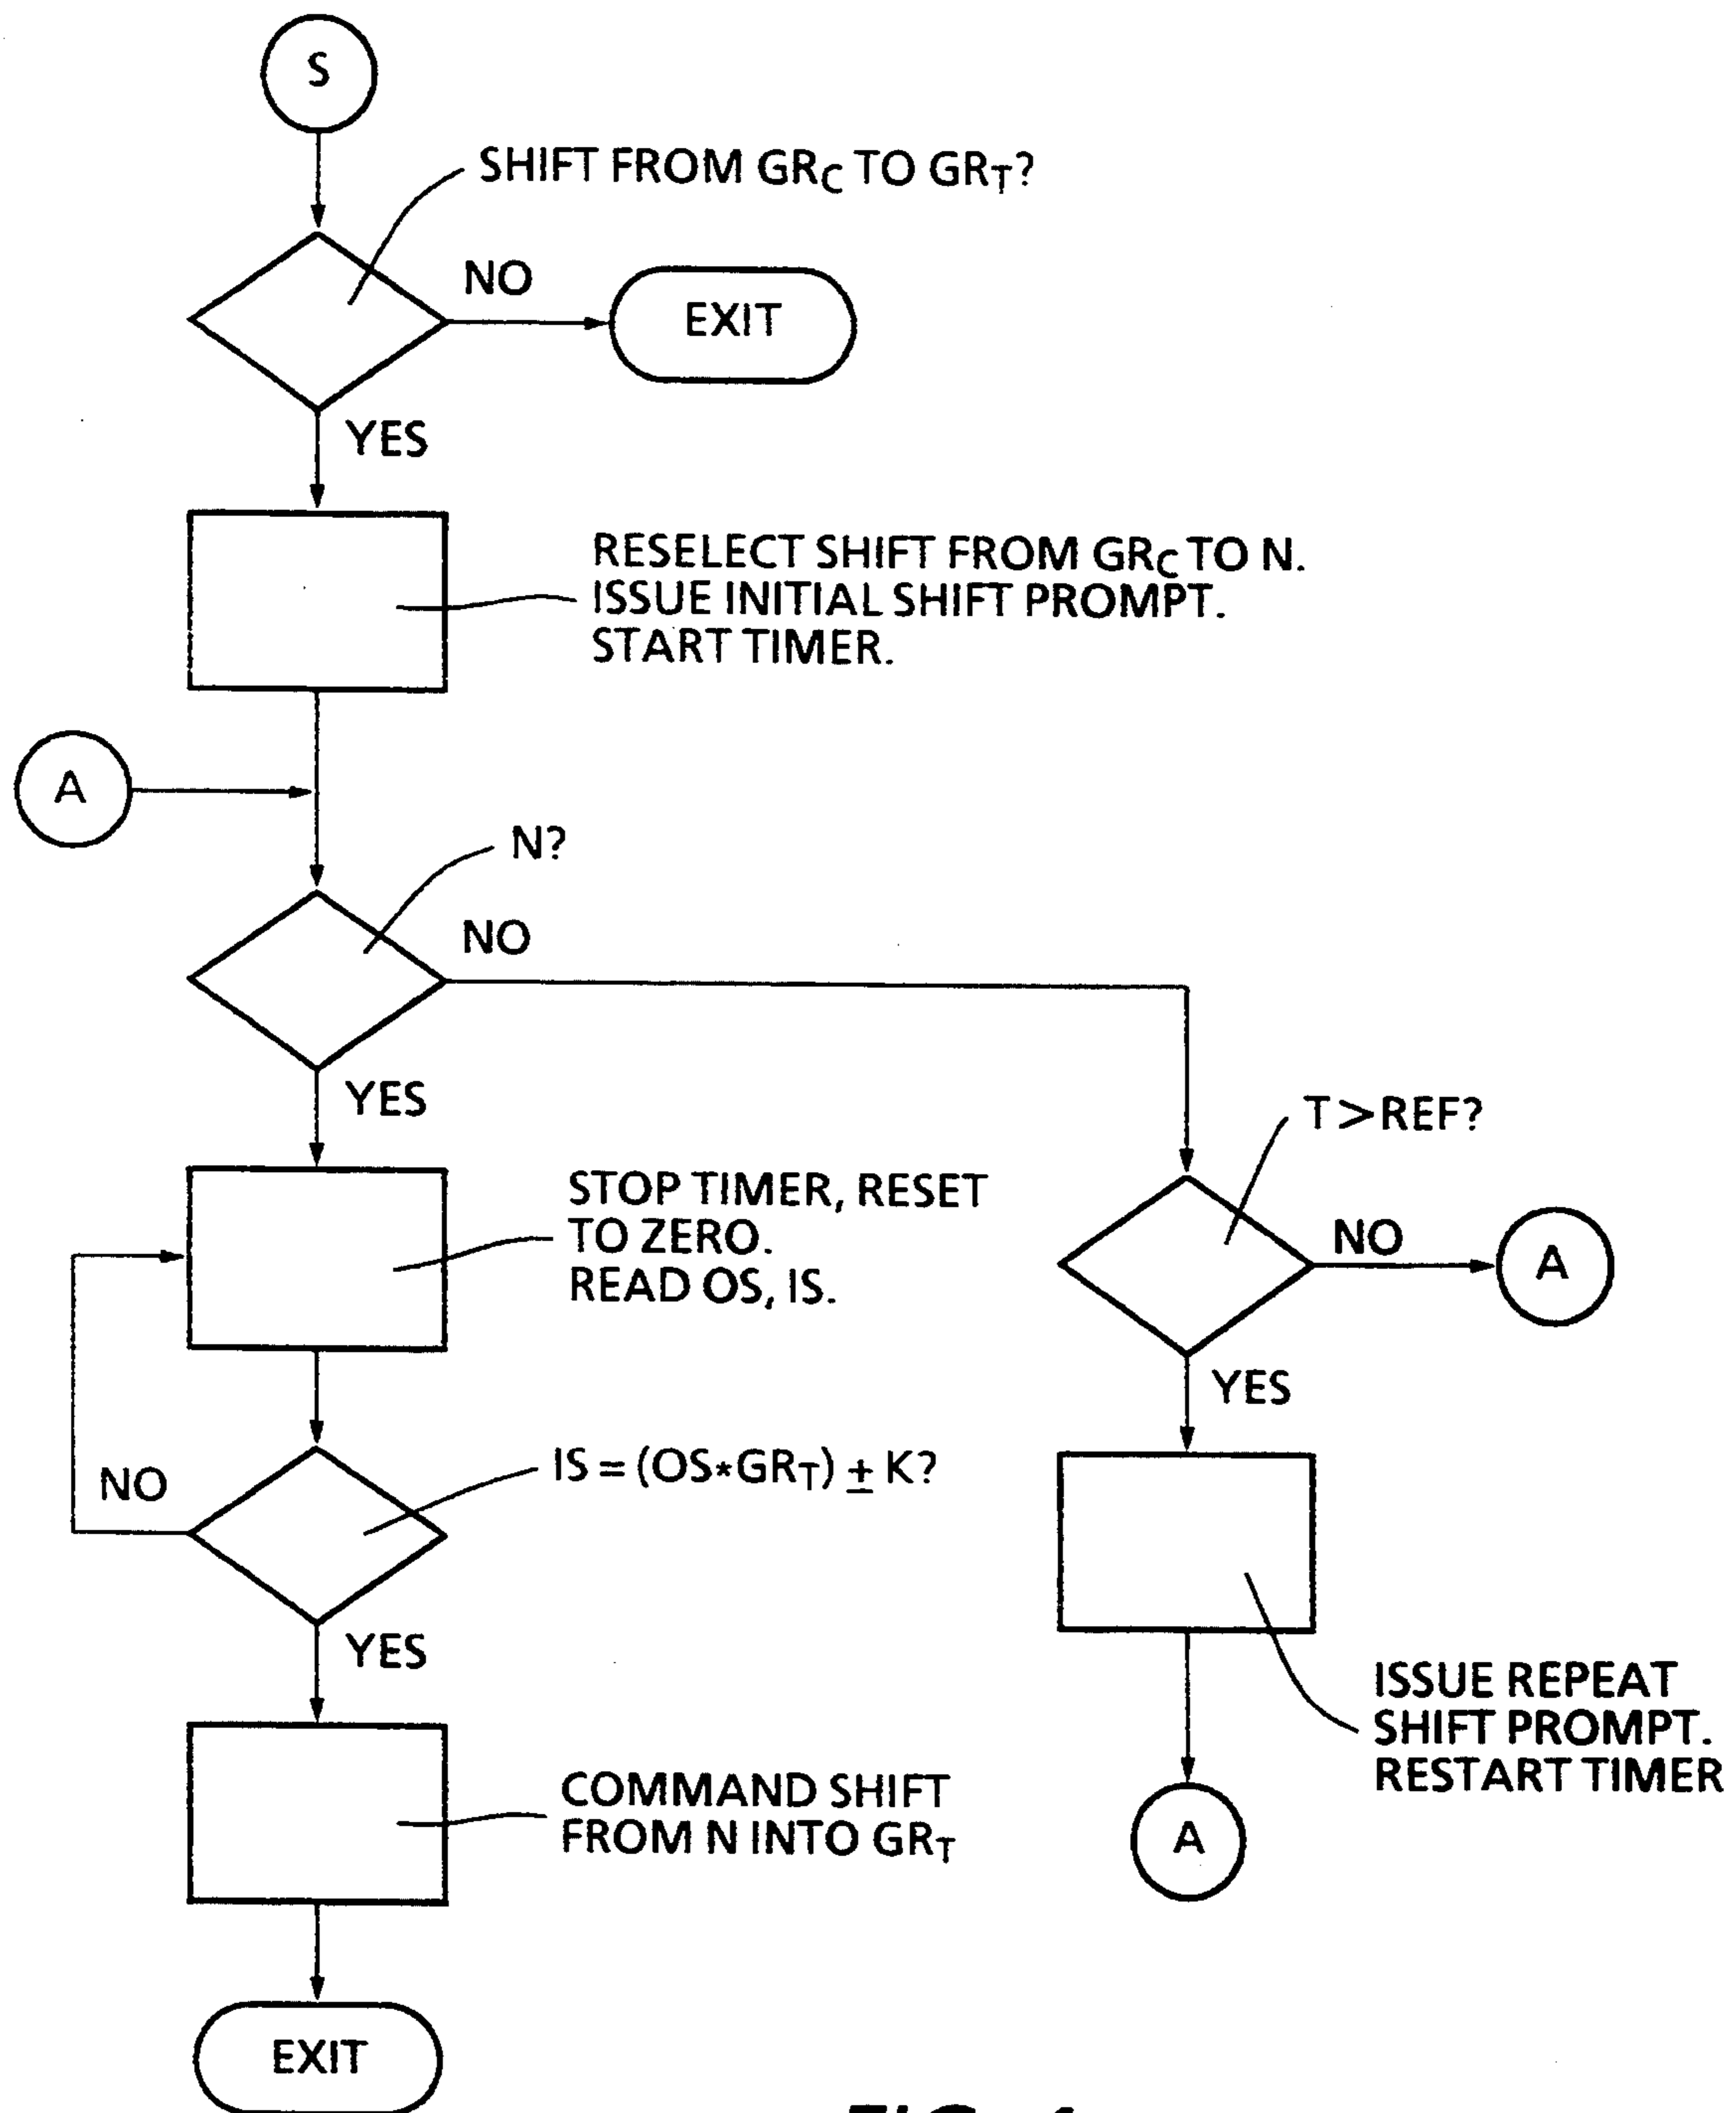 S
SHIFT FROM GRC TO GRT?
NO
EXIT
YES
RESELECT SHIFT FROM GRC TO N.
ISSUE INITIAL SHIFT PROMPT.
START TIMER.
A
N?
NO
YES
T>REF?
STOP TIMER, RESET
TO ZERO.
READ OS, IS.
NO
A
YES
IS = (OS*GRT) ± K?
NO
YES
ISSUE REPEAT
SHIFT PROMPT.
RESTART TIMER
COMMAND SHIFT
FROM N INTO GRT
A
EXIT